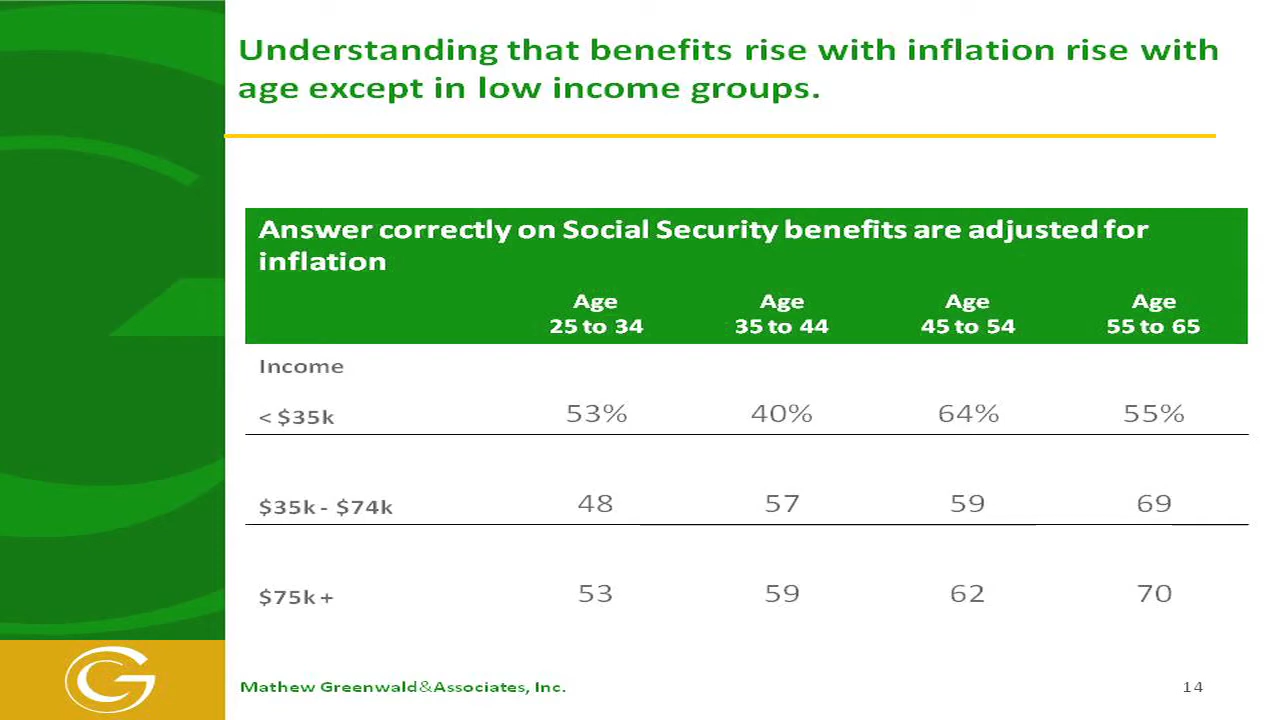 Understanding that benefits rise with inflation rise with
age except in low income groups.
Answer correctly on Social Security benefits are adjusted for
inflation
Age Age Age Age
25 to 34 35 to 44 45 to 54 55 to 65
Income
< $35k 53% 40% 64% 55%
$35k - $74k 48 57 59 69
$75k + 53 59 62 70
G
Mathew Greenwald&Associates, Inc. 14